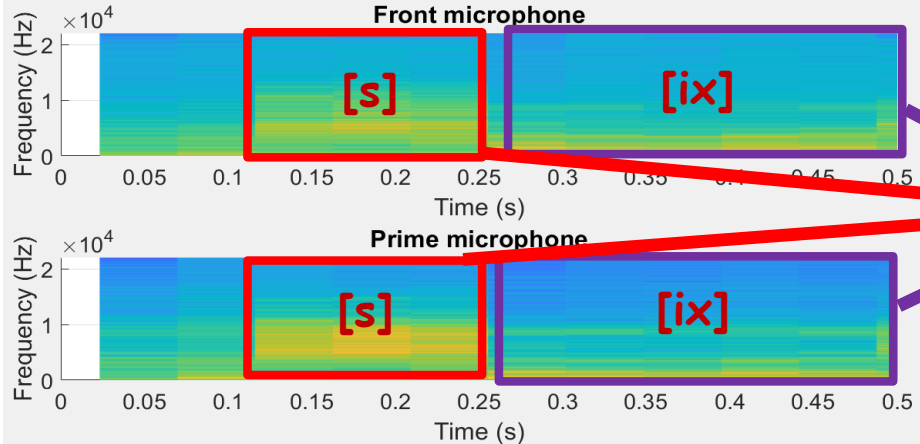 Front microphone
×10⁴
Frequency (Hz)
2
1
0
[s]
[ix]
0 0.05 0.1 0.15 0.2 0.25 0.3 0.35 0.4 0.45 0.5
Time (s)
Prime microphone
×10⁴
Frequency (Hz)
2
1
0
[s]
[ix]
0 0.05 0.1 0.15 0.2 0.25 0.3 0.35 0.4 0.45 0.5
Time (s)